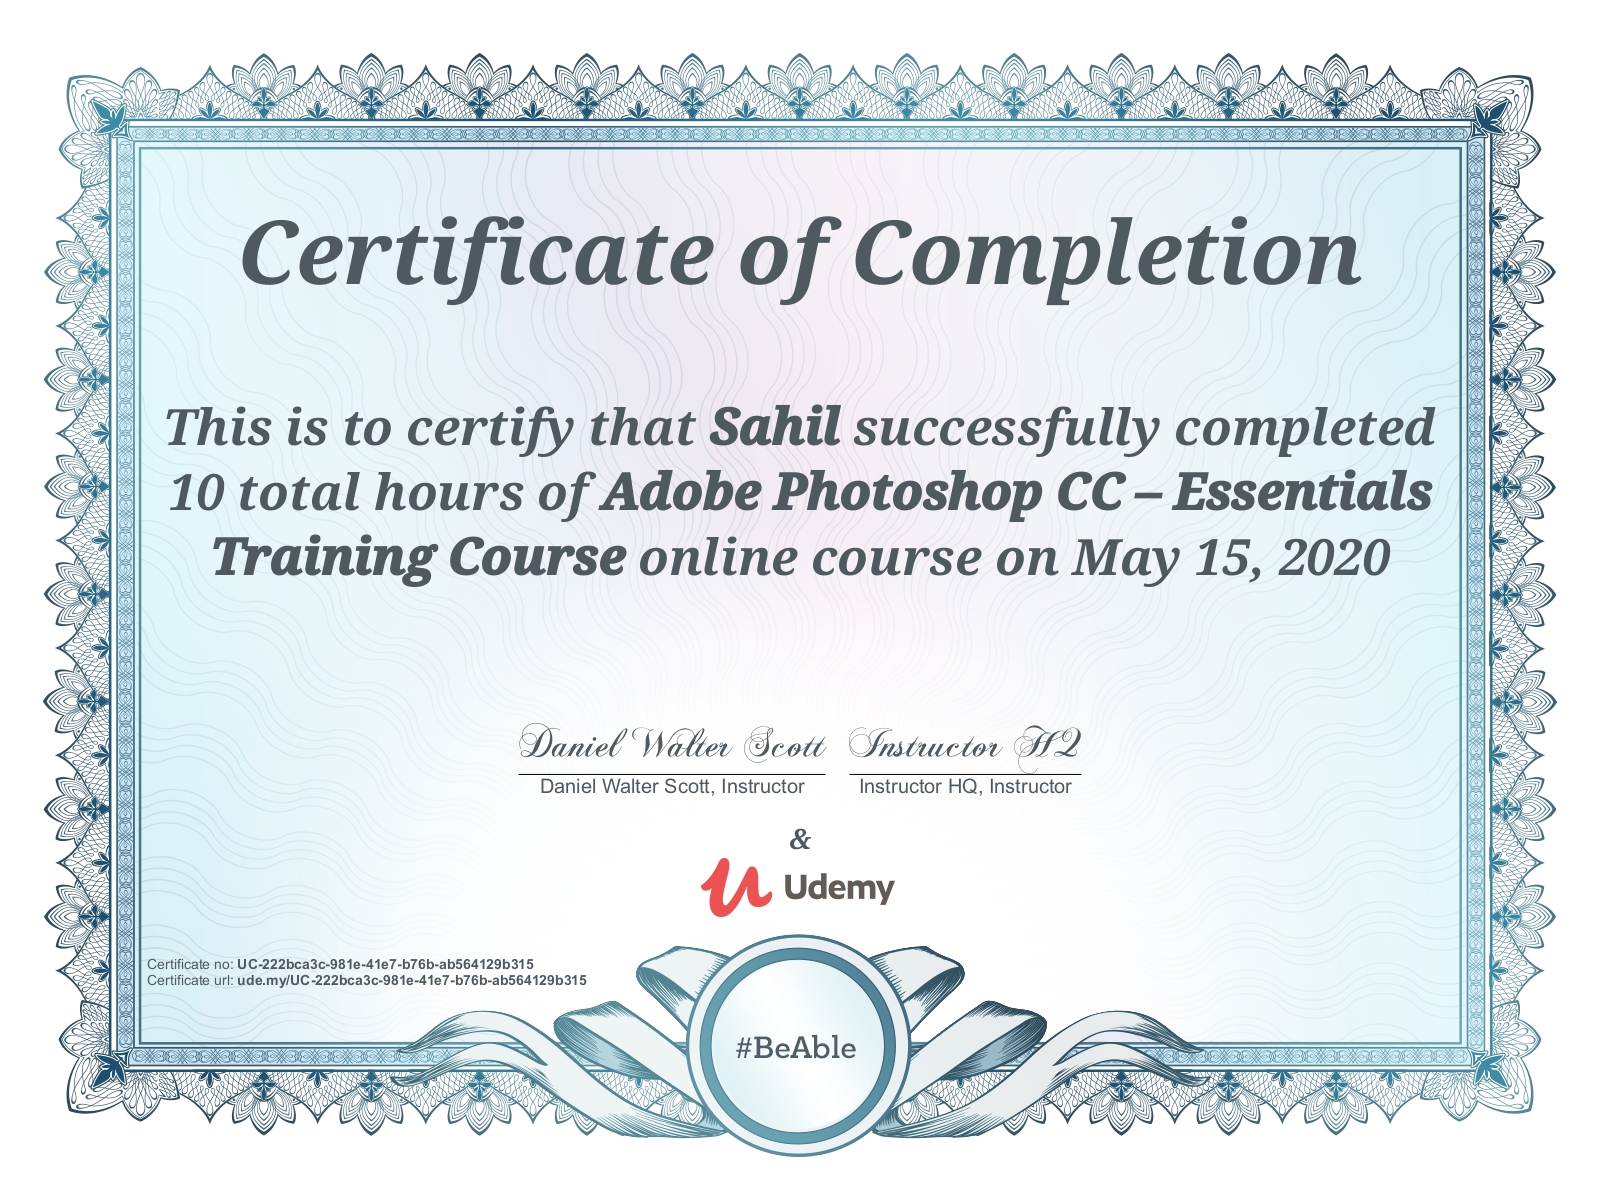 Certificate of Completion
This is to certify that Sahil successfully completed
10 total hours of Adobe Photoshop CC – Essentials
Training Course online course on May 15, 2020
Daniel Walter Scott Instructor HQ
Daniel Walter Scott, Instructor Instructor HQ, Instructor
&
Udemy
Certificate no: UC-222bca3c-981e-41e7-b76b-ab564129b315
Certificate url: ude.my/UC-222bca3c-981e-41e7-b76b-ab564129b315
#BeAble